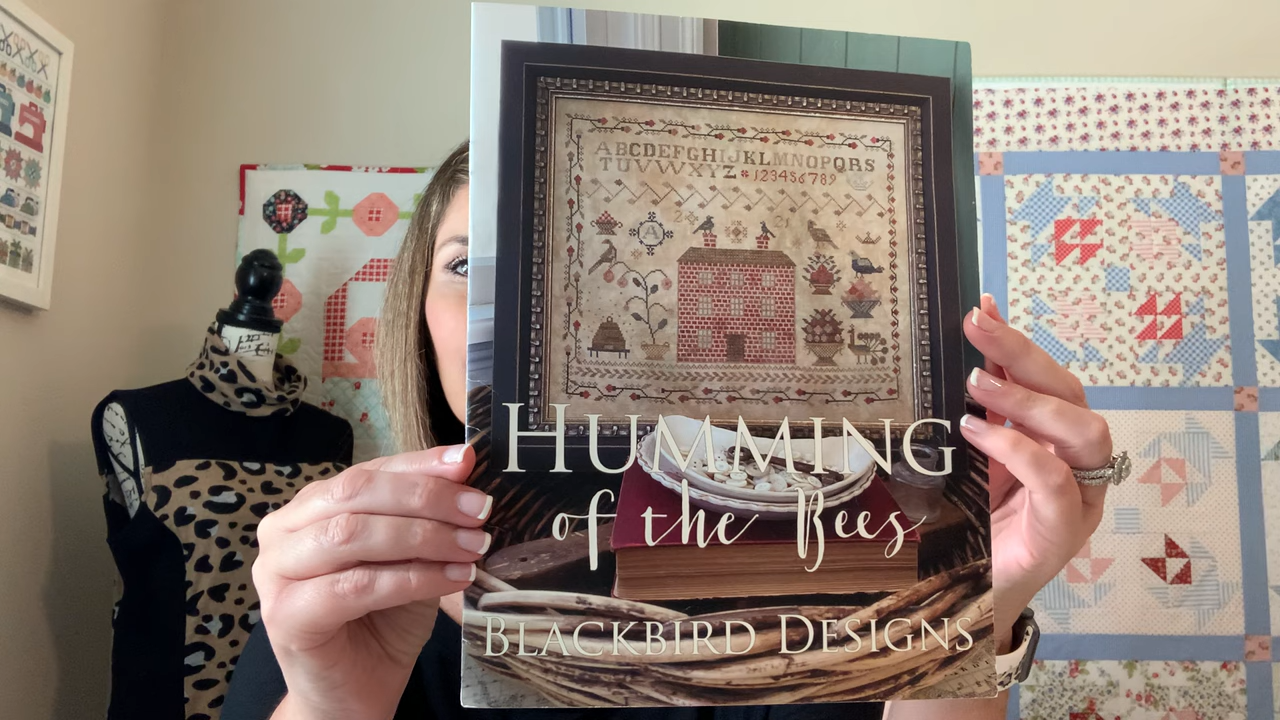 ABCDEFGHIJKLMNOPQRS
TUVWXYZ 123456789
A
HUMMING
of the Bees
BLACKBIRD DESIGNS